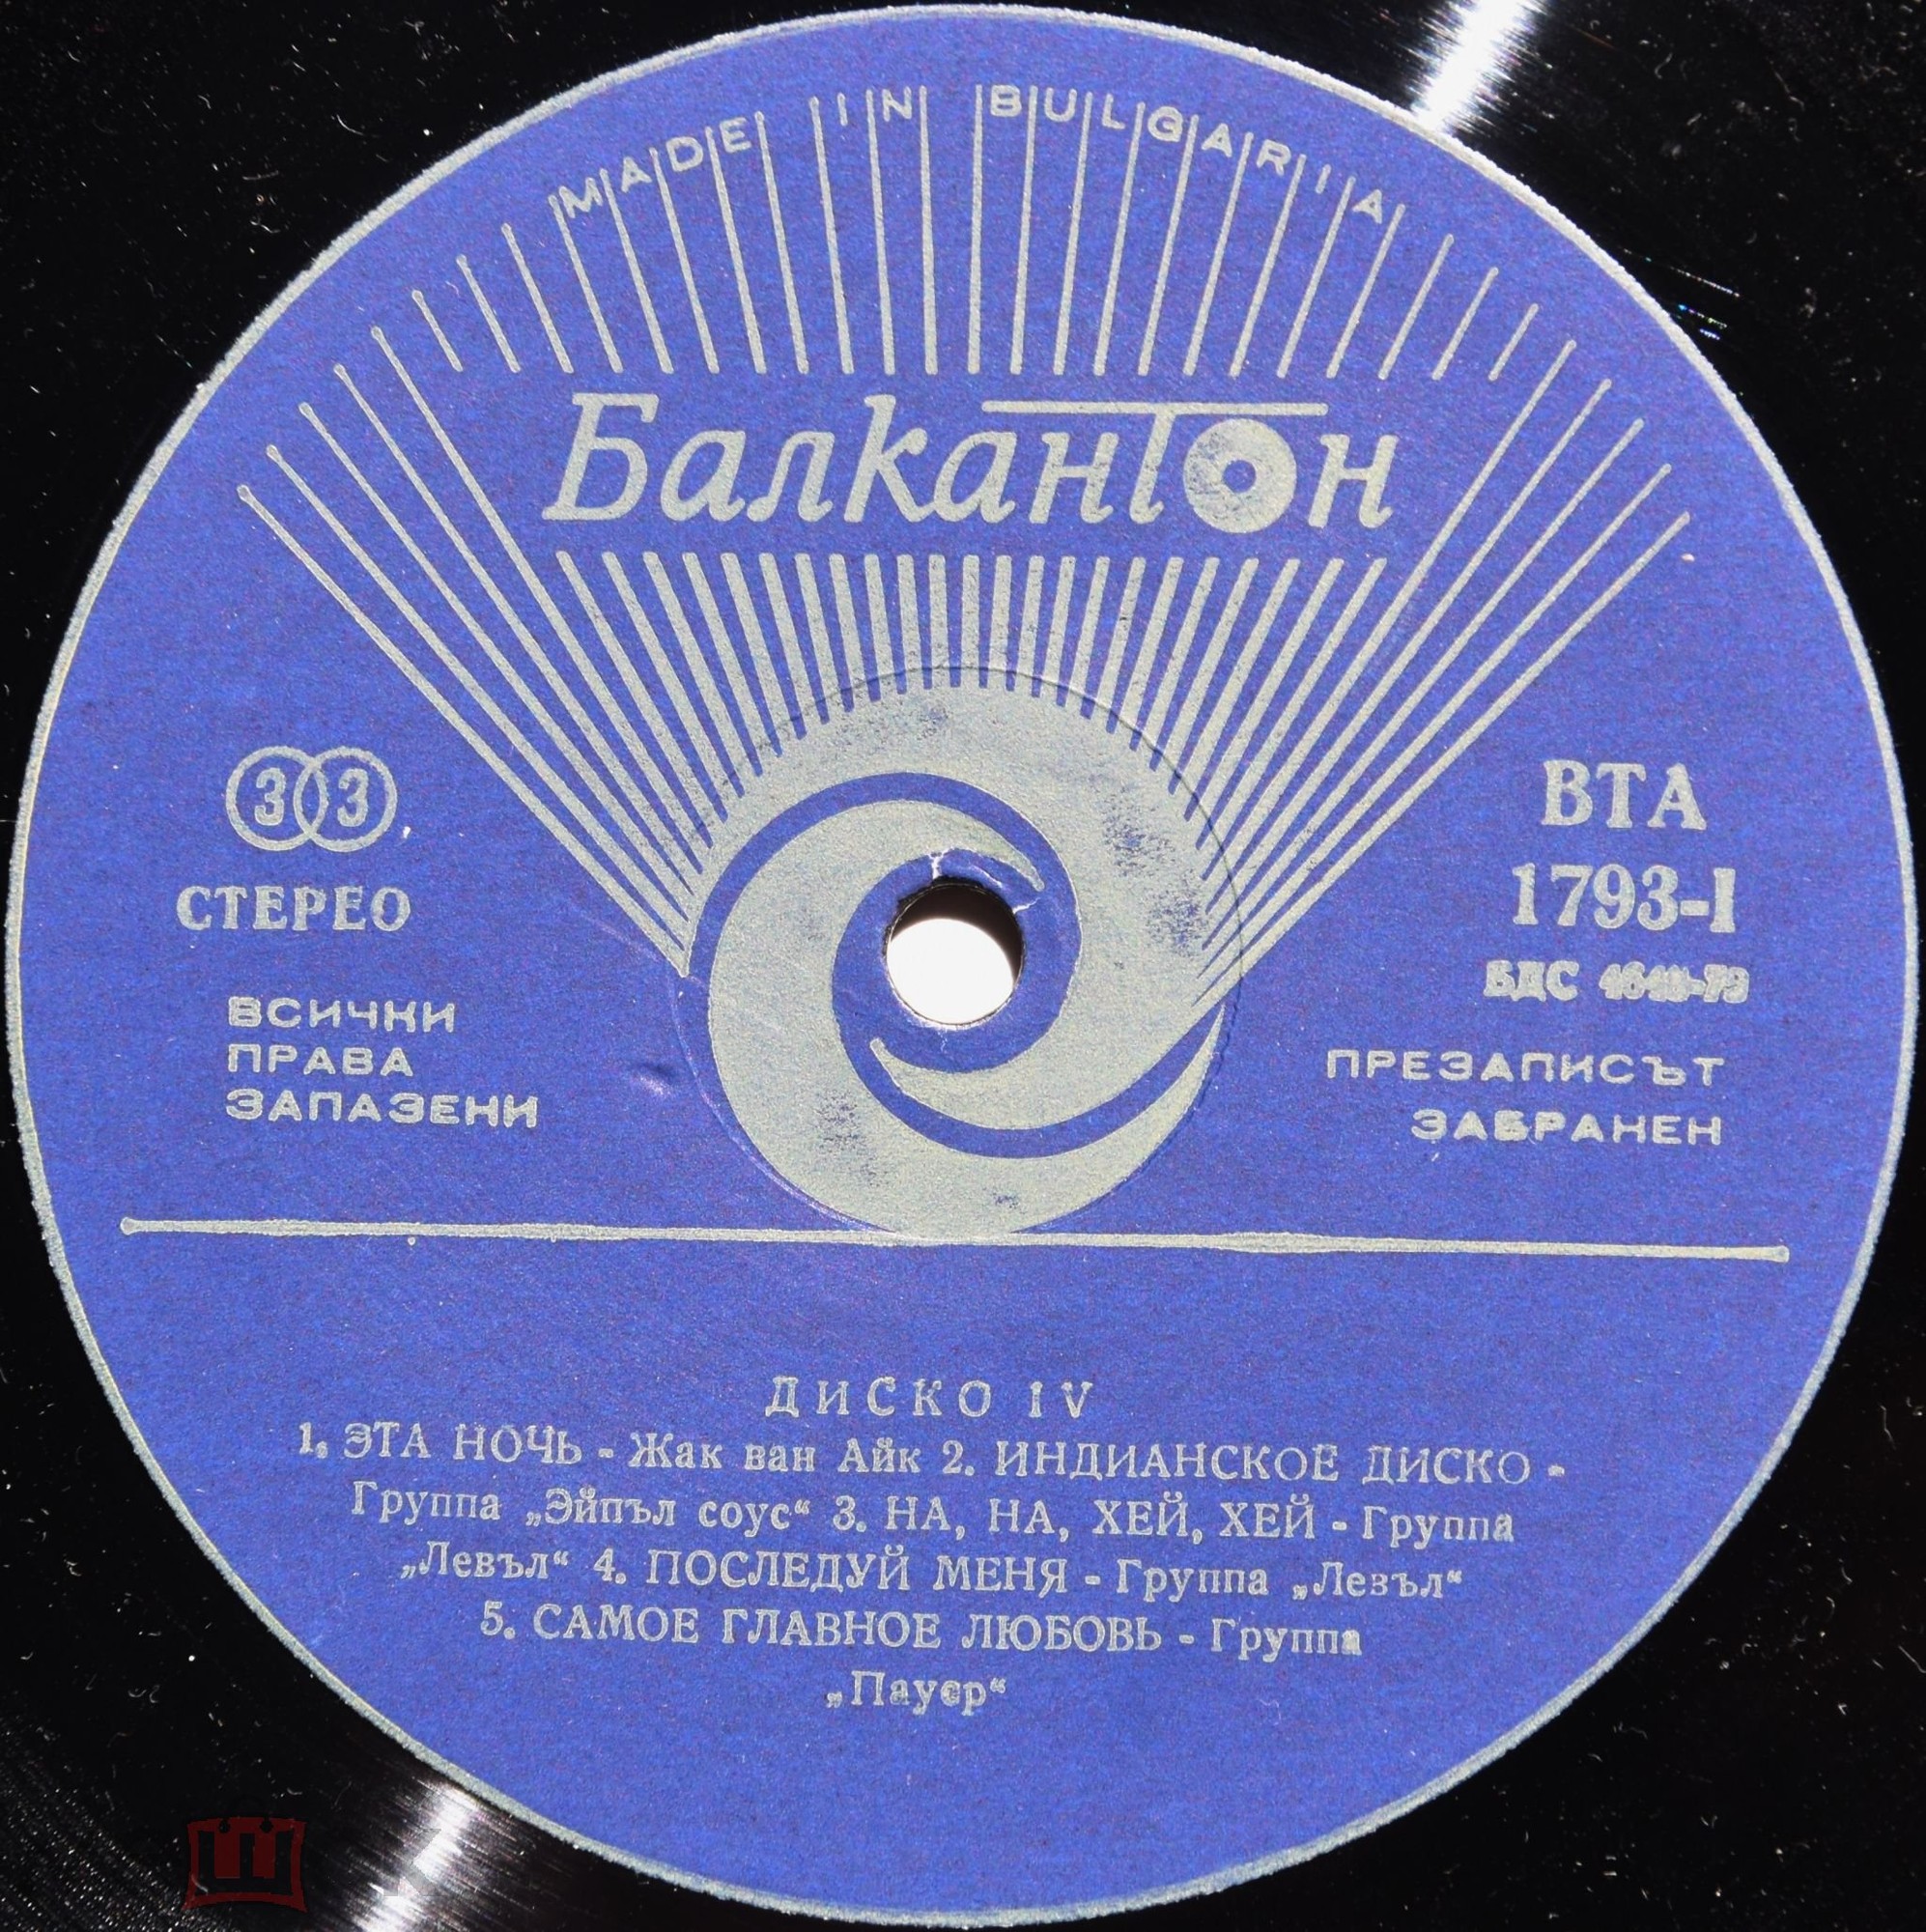 MADE IN BULGARIA
Балкантон
33
СТЕРЕО
ВСИЧКИ
ПРАВА
ЗАПАЗЕНИ
ВТА
1793-I
БДС
ПРЕЗАПИСЪТ
ЗАБРАНЕН
ДИСКО IV
1. ЭТА НОЧЬ - Жак ван Айк 2. ИНДИАНСКОЕ ДИСКО -
Группа „Эйпъл соус“ 3. НА, НА, ХЕЙ, ХЕЙ - Группа
„Левъл“ 4. ПОСЛЕДУЙ МЕНЯ - Группа „Левъл“
5. САМОЕ ГЛАВНОЕ ЛЮБОВЬ - Группа
„Пауер“